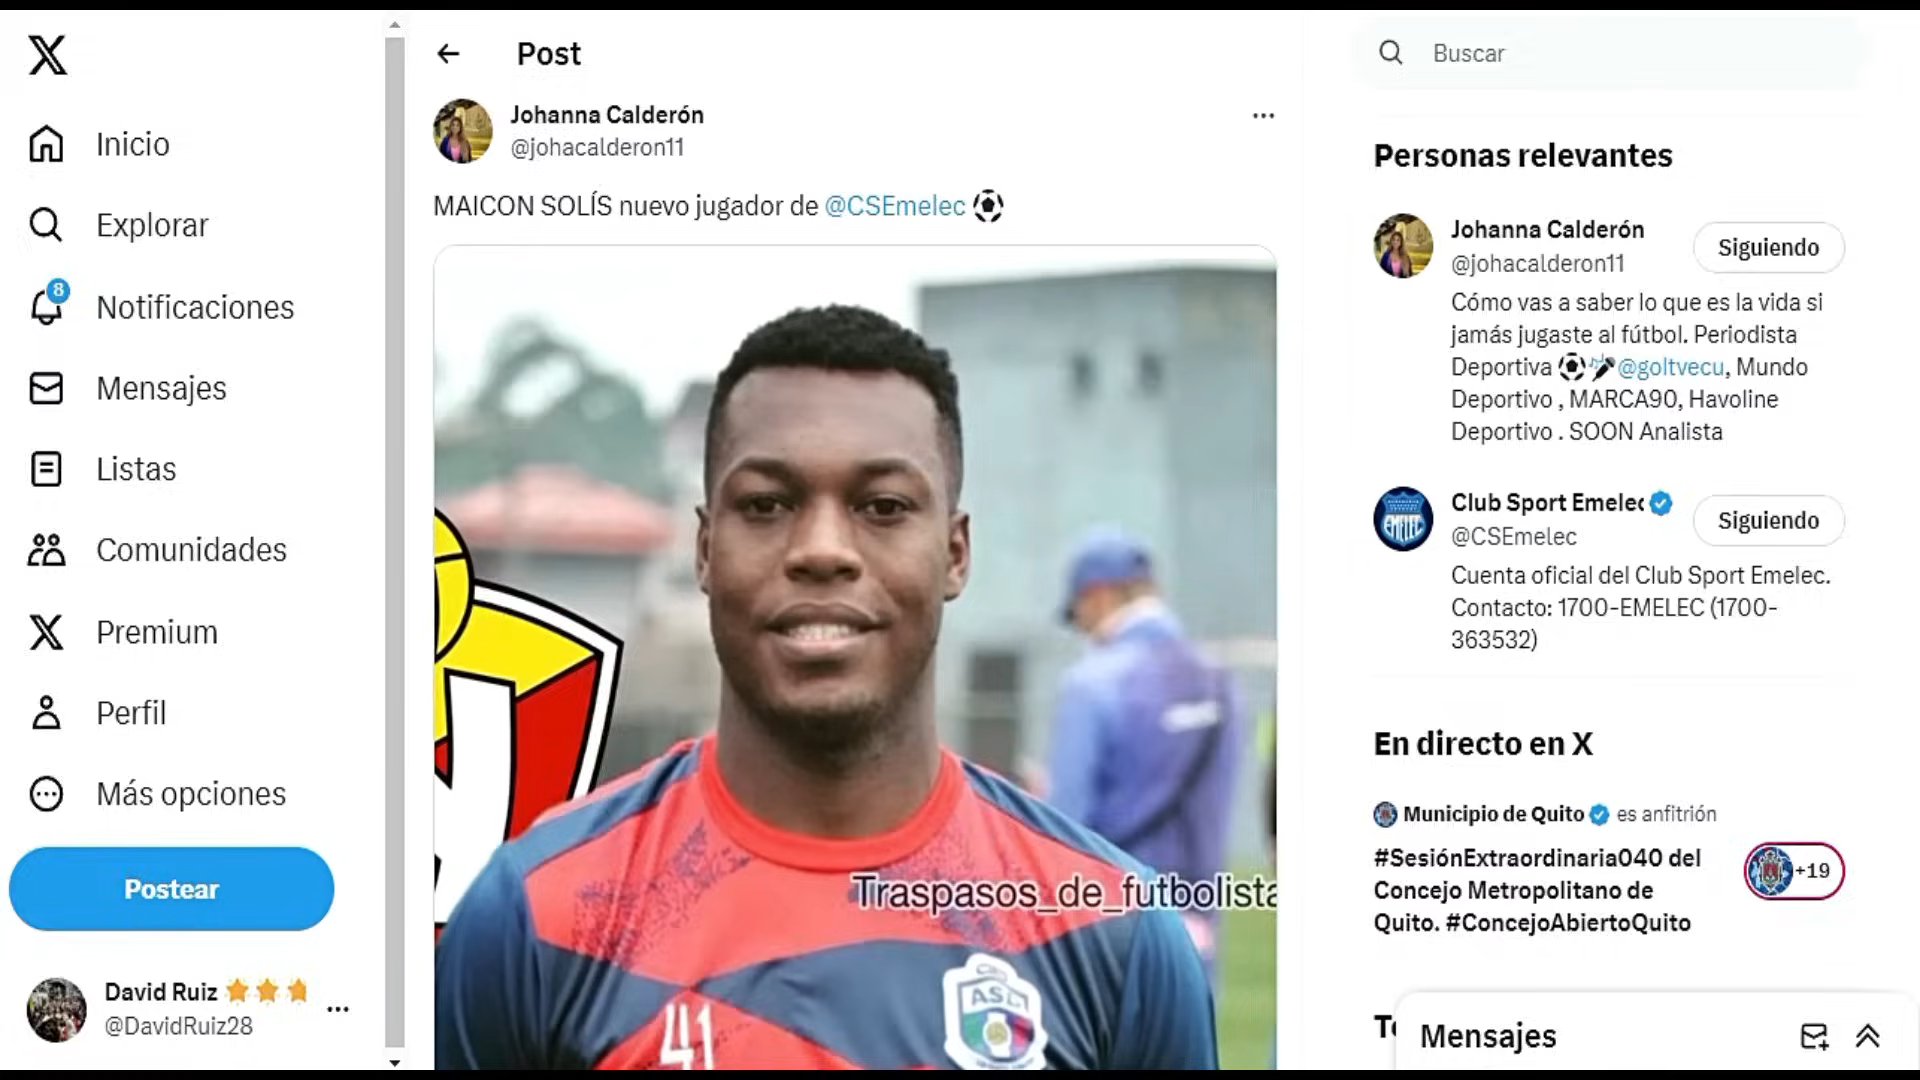 Inicio
Explorar
8
Notificaciones
Mensajes
Listas
Comunidades
Premium
Perfil
Más opciones
Postear
David Ruiz
@DavidRuiz28
Post
Johanna Calderón
@johacalderon11
MAICON SOLÍS nuevo jugador de @CSEmelec
Traspasos_de_futbolista
41
Buscar
Personas relevantes
Johanna Calderón
@johacalderon11
Siguiendo
Cómo vas a saber lo que es la vida si
jamás jugaste al fútbol. Periodista
Deportiva @goltvecu, Mundo
Deportivo , MARCA90, Havoline
Deportivo . SOON Analista
EMELEC
Club Sport Emelec
@CSEmelec
Siguiendo
Cuenta oficial del Club Sport Emelec.
Contacto: 1700-EMELEC (1700-
363532)
En directo en X
Municipio de Quito es anfitrión
#SesiónExtraordinaria040 del
Concejo Metropolitano de
Quito. #ConcejoAbiertoQuito
+19
Mensajes